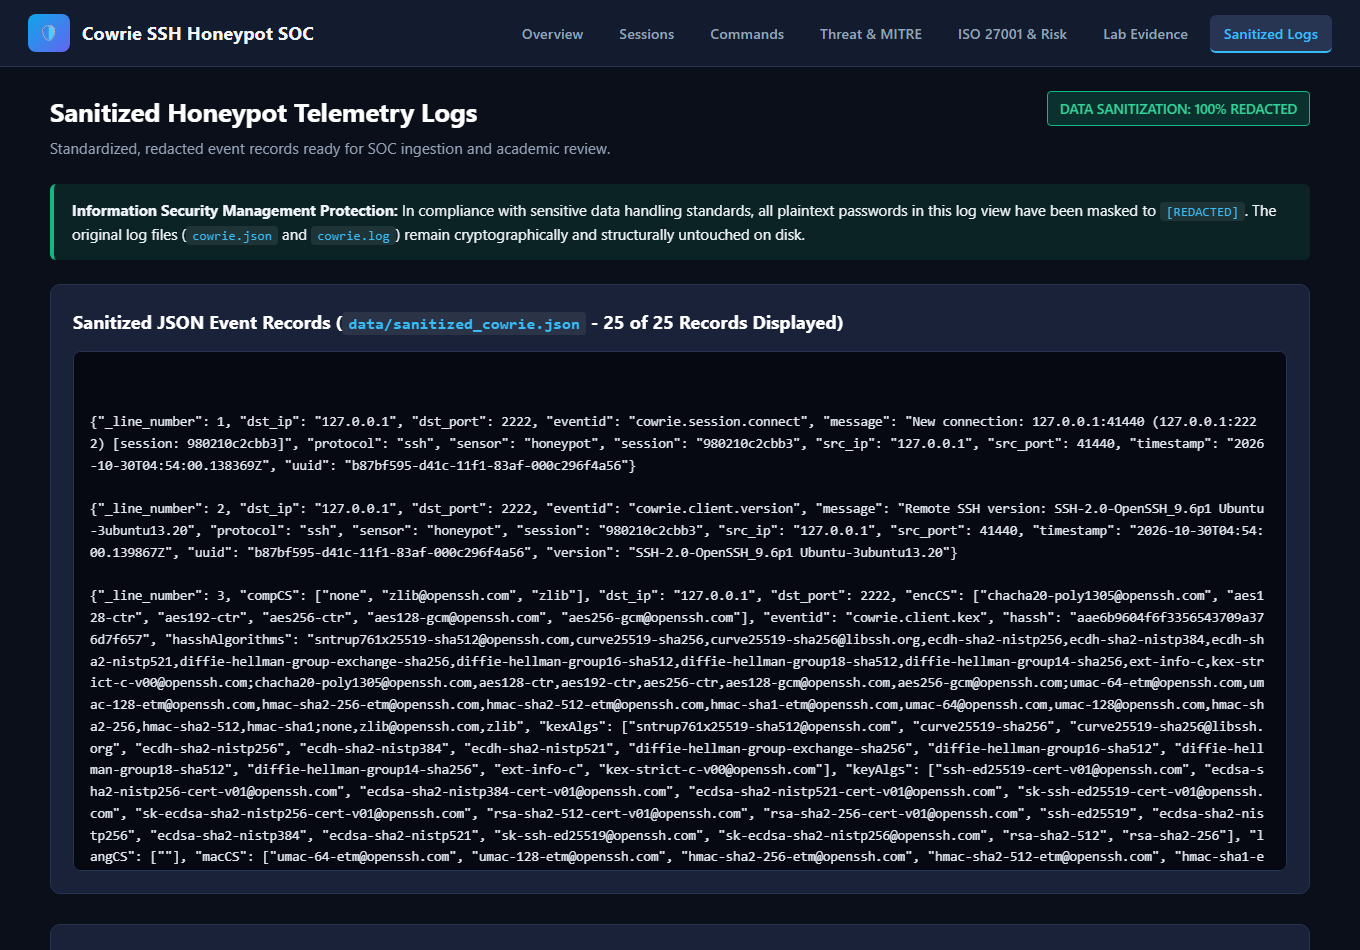 Cowrie SSH Honeypot SOC
Overview
Sessions
Commands
Threat & MITRE
ISO 27001 & Risk
Lab Evidence
Sanitized Logs
Sanitized Honeypot Telemetry Logs
DATA SANITIZATION: 100% REDACTED
Standardized, redacted event records ready for SOC ingestion and academic review.
Information Security Management Protection: In compliance with sensitive data handling standards, all plaintext passwords in this log view have been masked to [REDACTED]. The
original log files (cowrie.json and cowrie.log) remain cryptographically and structurally untouched on disk.
Sanitized JSON Event Records (data/sanitized_cowrie.json - 25 of 25 Records Displayed)
{"_line_number": 1, "dst_ip": "127.0.0.1", "dst_port": 2222, "eventid": "cowrie.session.connect", "message": "New connection: 127.0.0.1:41440 (127.0.0.1:222
2) [session: 980210c2cbb3]", "protocol": "ssh", "sensor": "honeypot", "session": "980210c2cbb3", "src_ip": "127.0.0.1", "src_port": 41440, "timestamp": "2026
-10-30T04:54:00.138369Z", "uuid": "b87bf595-d41c-11f1-83af-000c296f4a56"}
{"_line_number": 2, "dst_ip": "127.0.0.1", "dst_port": 2222, "eventid": "cowrie.client.version", "message": "Remote SSH version: SSH-2.0-OpenSSH_9.6p1 Ubuntu
-3ubuntu13.20", "protocol": "ssh", "sensor": "honeypot", "session": "980210c2cbb3", "src_ip": "127.0.0.1", "src_port": 41440, "timestamp": "2026-10-30T04:54:
00.139867Z", "uuid": "b87bf595-d41c-11f1-83af-000c296f4a56", "version": "SSH-2.0-OpenSSH_9.6p1 Ubuntu-3ubuntu13.20"}
{"_line_number": 3, "compCS": ["none", "zlib@openssh.com", "zlib"], "dst_ip": "127.0.0.1", "dst_port": 2222, "encCS": ["chacha20-poly1305@openssh.com", "aes1
28-ctr", "aes192-ctr", "aes256-ctr", "aes128-gcm@openssh.com", "aes256-gcm@openssh.com"], "eventid": "cowrie.client.kex", "hassh": "aae6b9604f6f3356543709a37
6d7f657", "hasshAlgorithms": "sntrup761x25519-sha512@openssh.com,curve25519-sha256,curve25519-sha256@libssh.org,ecdh-sha2-nistp256,ecdh-sha2-nistp384,ecdh-sh
a2-nistp521,diffie-hellman-group-exchange-sha256,diffie-hellman-group16-sha512,diffie-hellman-group18-sha512,diffie-hellman-group14-sha256,ext-info-c,kex-str
ict-c-v00@openssh.com;chacha20-poly1305@openssh.com,aes128-ctr,aes192-ctr,aes256-ctr,aes128-gcm@openssh.com,aes256-gcm@openssh.com;umac-64-etm@openssh.com,um
ac-128-etm@openssh.com,hmac-sha2-256-etm@openssh.com,hmac-sha2-512-etm@openssh.com,hmac-sha1-etm@openssh.com,umac-64@openssh.com,umac-128@openssh.com,hmac-sh
a2-256,hmac-sha2-512,hmac-sha1;none,zlib@openssh.com,zlib", "kexAlgs": ["sntrup761x25519-sha512@openssh.com", "curve25519-sha256", "curve25519-sha256@libssh.
org", "ecdh-sha2-nistp256", "ecdh-sha2-nistp384", "ecdh-sha2-nistp521", "diffie-hellman-group-exchange-sha256", "diffie-hellman-group16-sha512", "diffie-hell
man-group18-sha512", "diffie-hellman-group14-sha256", "ext-info-c", "kex-strict-c-v00@openssh.com"], "keyAlgs": ["ssh-ed25519-cert-v01@openssh.com", "ecdsa-s
ha2-nistp256-cert-v01@openssh.com", "ecdsa-sha2-nistp384-cert-v01@openssh.com", "ecdsa-sha2-nistp521-cert-v01@openssh.com", "sk-ssh-ed25519-cert-v01@openssh.
com", "sk-ecdsa-sha2-nistp256-cert-v01@openssh.com", "rsa-sha2-512-cert-v01@openssh.com", "rsa-sha2-256-cert-v01@openssh.com", "ssh-ed25519", "ecdsa-sha2-nis
tp256", "ecdsa-sha2-nistp384", "ecdsa-sha2-nistp521", "sk-ssh-ed25519@openssh.com", "sk-ecdsa-sha2-nistp256@openssh.com", "rsa-sha2-512", "rsa-sha2-256"], "l
angCS": [""], "macCS": ["umac-64-etm@openssh.com", "umac-128-etm@openssh.com", "hmac-sha2-256-etm@openssh.com", "hmac-sha2-512-etm@openssh.com", "hmac-sha1-e